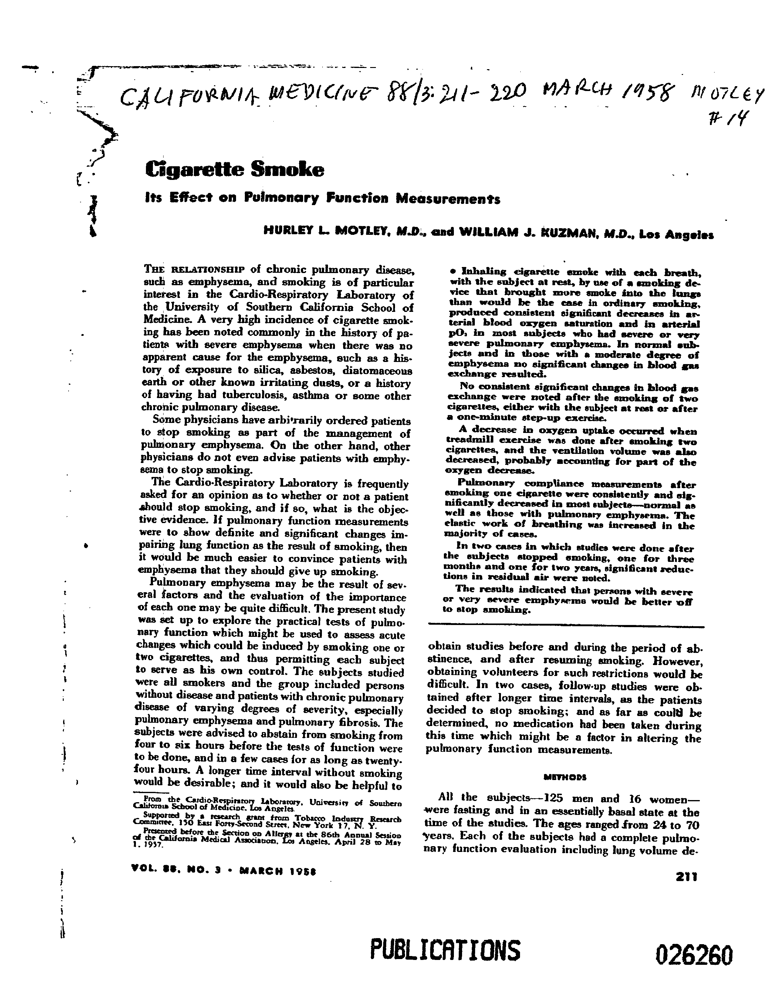 CALIFORNIA MEDICINE 88/3: 211-220 MARCH 1958 MOTLEY
# 14
Cigarette Smoke
Its Effect on Pulmonary Function Measurements
HURLEY L. MOTLEY, M.D., and WILLIAM J. KUZMAN, M.D., Los Angeles
THE RELATIONSHIP of chronic pulmonary disease,
such as emphysema, and smoking is of particular
interest in the Cardio-Respiratory Laboratory of
the University of Southern California School of
Medicine. A very high incidence of cigarette smok-
ing has been noted commonly in the history of pa-
tients with severe emphysema when there was no
apparent cause for the emphysema, such as a his-
tory of exposure to silica, asbestos, diatomaceous
earth or other known irritating dusts, or a history
of having had tuberculosis, asthma or some other
chronic pulmonary disease.
Some physicians have arbitrarily ordered patients
to stop smoking as part of the management of
pulmonary emphysema. On the other hand, other
physicians do not even advise patients with emphy-
sema to stop smoking.
The Cardio-Respiratory Laboratory is frequently
asked for an opinion as to whether or not a patient
should stop smoking, and if so, what is the objec-
tive evidence. If pulmonary function measurements
were to show definite and significant changes im-
pairing lung function as the result of smoking, then
it would be much easier to convince patients with
emphysema that they should give up smoking.
Pulmonary emphysema may be the result of sev-
eral factors and the evaluation of the importance
of each one may be quite difficult. The present study
was set up to explore the practical tests of pulmo-
nary function which might be used to assess acute
changes which could be induced by smoking one or
two cigarettes, and thus permitting each subject
to serve as his own control. The subjects studied
were all smokers and the group included persons
without disease and patients with chronic pulmonary
disease of varying degrees of severity, especially
pulmonary emphysema and pulmonary fibrosis. The
subjects were advised to abstain from smoking from
four to six hours before the tests of function were
to be done, and in a few cases for as long as twenty-
four hours. A longer time interval without smoking
would be desirable; and it would also be helpful to
From the Cardio-Respiratory Laboratory, University of Southern
California School of Medicine, Los Angeles.
Supported by a research grant from Tobacco Industry Research
Committee, 150 East Forty-Second Street, New York 17, N. Y.
Presented before the Section on Allergy at the 86th Annual Session
of the California Medical Association, Los Angeles, April 28 to May
1, 1957.
• Inhaling cigarette smoke with each breath,
with the subject at rest, by use of a smoking de-
vice that brought more smoke into the lungs
than would be the case in ordinary smoking,
produced consistent significant decreases in ar-
terial blood oxygen saturation and in arterial
pO₂ in most subjects who had severe or very
severe pulmonary emphysema. In normal sub-
jects and in those with a moderate degree of
emphysema no significant changes in blood gas
exchange resulted.
No consistent significant changes in blood gas
exchange were noted after the smoking of two
cigarettes, either with the subject at rest or after
a one-minute step-up exercise.
A decrease in oxygen uptake occurred when
treadmill exercise was done after smoking two
cigarettes, and the ventilation volume was also
decreased, probably accounting for part of the
oxygen decrease.
Pulmonary compliance measurements after
smoking one cigarette were consistently and sig-
nificantly decreased in most subjects—normal as
well as those with pulmonary emphysema. The
elastic work of breathing was increased in the
majority of cases.
In two cases in which studies were done after
the subjects stopped smoking, one for three
months and one for two years, significant reduc-
tions in residual air were noted.
The results indicated that persons with severe
or very severe emphysema would be better off
to stop smoking.
obtain studies before and during the period of ab-
stinence, and after resuming smoking. However,
obtaining volunteers for such restrictions would be
difficult. In two cases, follow-up studies were ob-
tained after longer time intervals, as the patients
decided to stop smoking; and as far as could be
determined, no medication had been taken during
this time which might be a factor in altering the
pulmonary function measurements.
METHODS
All the subjects—125 men and 16 women—
were fasting and in an essentially basal state at the
time of the studies. The ages ranged from 24 to 70
years. Each of the subjects had a complete pulmo-
nary function evaluation including lung volume de-
VOL. 88, NO. 3 • MARCH 1958
211
PUBLICATIONS
026260